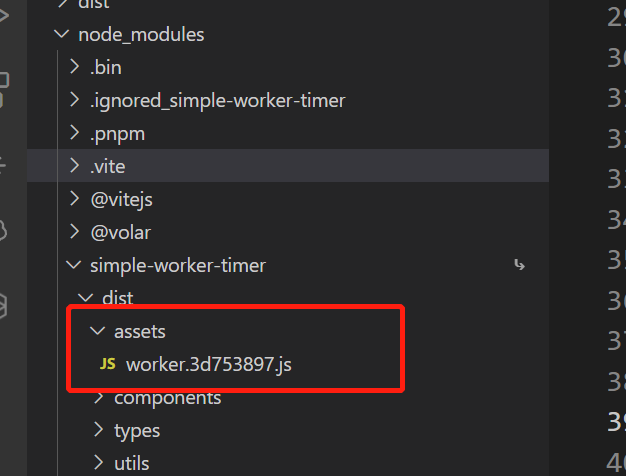 dist
node_modules
.bin
.ignored_simple-worker-timer
.pnpm
.vite
@vitejs
@volar
simple-worker-timer
dist
assets
JS worker.3d753897.js
components
types
utils
29
30
31
32
33
34
35
36
37
38
39
40